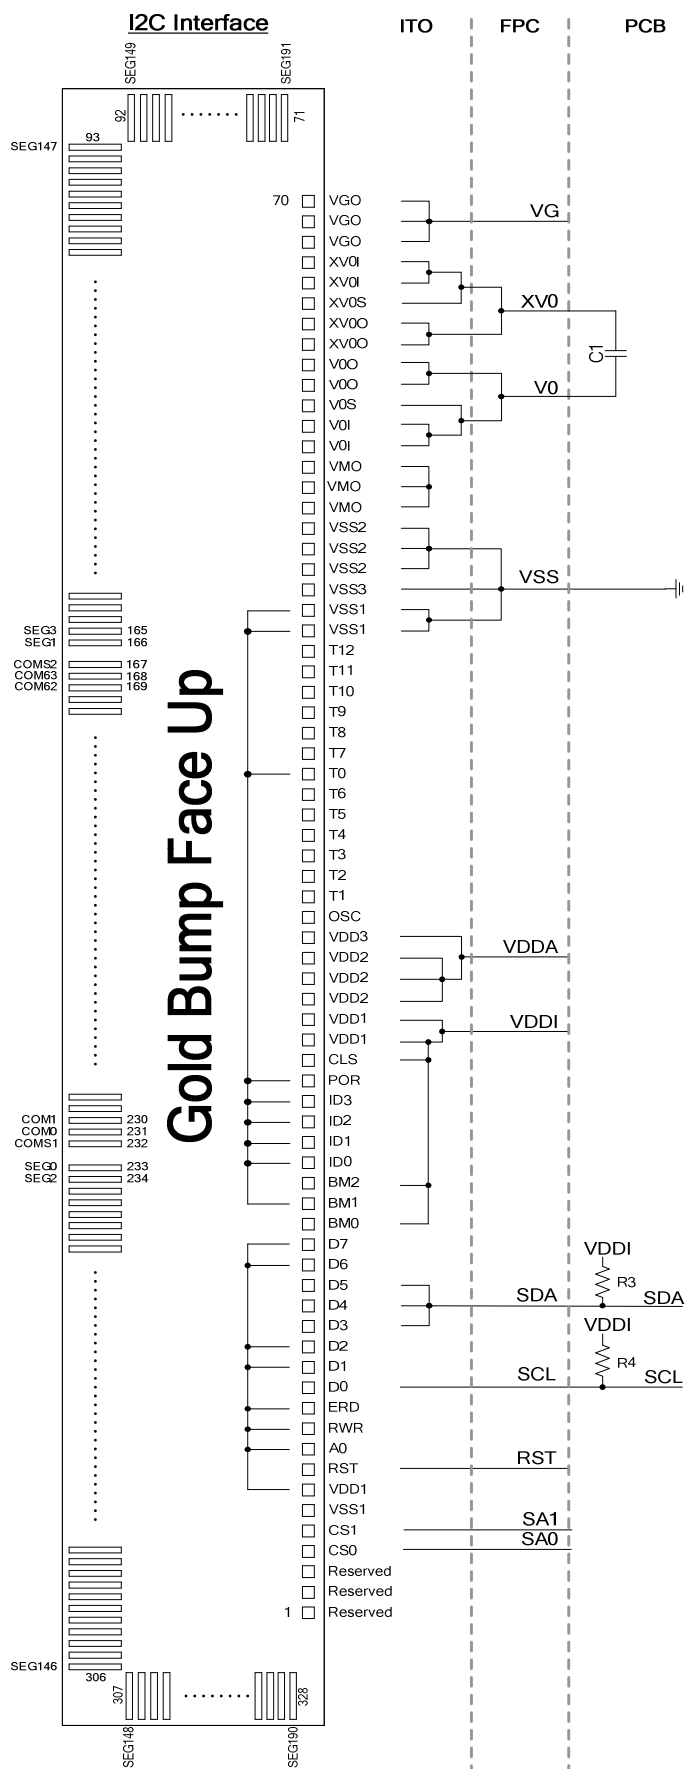 I2C Interface
ITO
FPC
PCB
SEG149
SEG191
92
71
SEG147
93
70
VGO
VGO
VG
VGO
XV0I
XV0I
XV0S
XV0
XV0O
XV0O
C1
V0O
V0O
V0
V0S
V0I
V0I
VMO
VMO
VMO
VSS2
VSS2
VSS2
VSS3
VSS
VSS1
SEG3
165
VSS1
SEG1
166
T12
COMS2
167
T11
COM63
168
COM62
169
T10
T9
T8
T7
T0
T6
T5
T4
T3
T2
T1
Gold Bump Face Up
OSC
VDD3
VDD2
VDDA
VDD2
VDD2
VDD1
VDDI
VDD1
CLS
POR
ID3
COM1
230
ID2
COM0
231
COMS1
232
ID1
ID0
SEG0
233
SEG2
234
BM2
BM1
BM0
D7
VDDI
D6
D5
R3
D4
SDA
SDA
D3
VDDI
D2
D1
R4
D0
SCL
SCL
ERD
RWR
A0
RST
RST
VDD1
VSS1
CS1
SA1
CS0
SA0
Reserved
Reserved
1
Reserved
SEG146
306
307
328
SEG148
SEG190